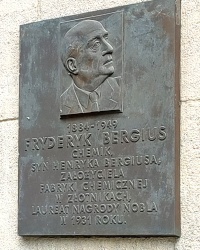 1884-1949
FRYDERYK BERGIUS
CHEMIK
SYN HENRYKA BERGIUSA,
ZAŁOŻYCIELA
FABRYKI CHEMICZNEJ
W ZŁOTNIKACH,
LAUREAT NAGRODY NOBLA
W 1931 ROKU.